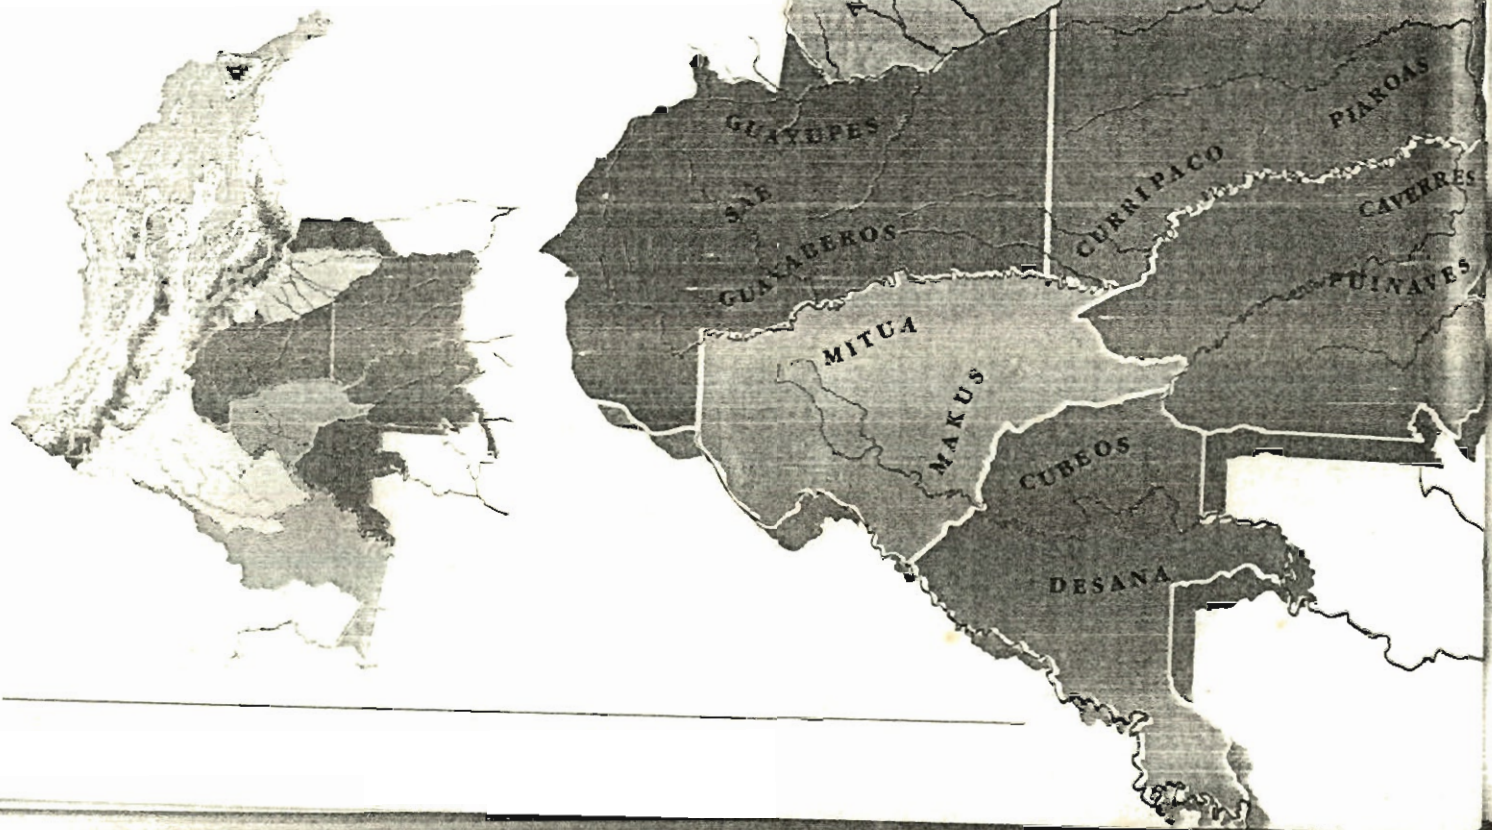 GUAYUPES
PIAROAS
SAE
CURRIPACO
CAVERRES
GUAYABEROS
PUINAVES
MITUA
MAKUS
CUBEOS
DESANA